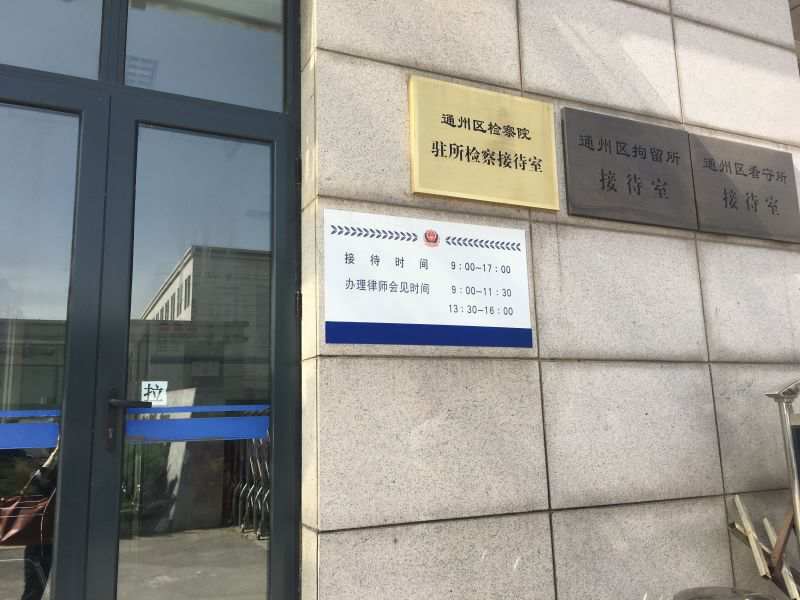 通州区检察院
驻所检察接待室
通州区拘留所
接待室
通州区看守所
接待室
接待时间 9:00-17:00
办理律师会见时间 9:00-11:30
13:30-16:00
拉